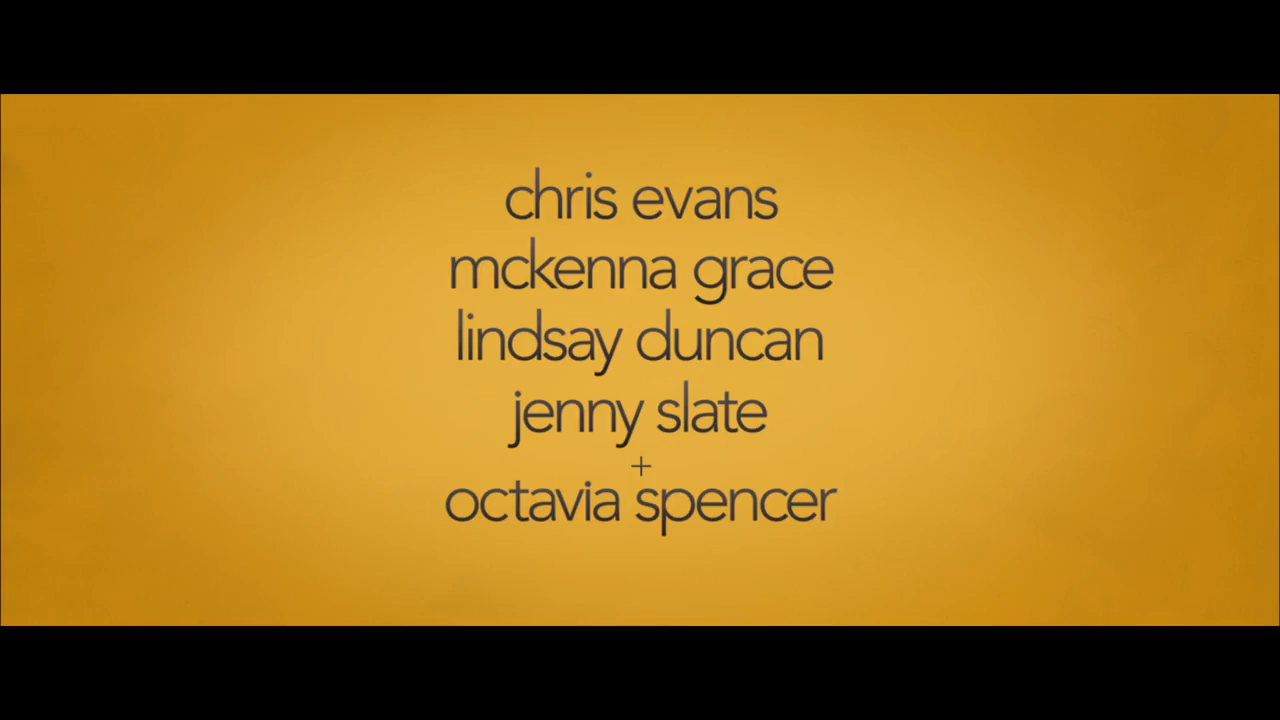 chris evans
mckenna grace
lindsay duncan
jenny slate
+
octavia spencer